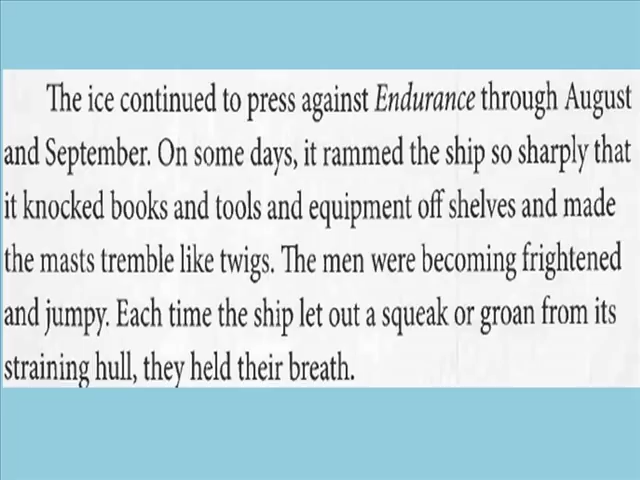 The ice continued to press against Endurance through August
and September. On some days, it rammed the ship so sharply that
it knocked books and tools and equipment off shelves and made
the masts tremble like twigs. The men were becoming frightened
and jumpy. Each time the ship let out a squeak or groan from its
straining hull, they held their breath.